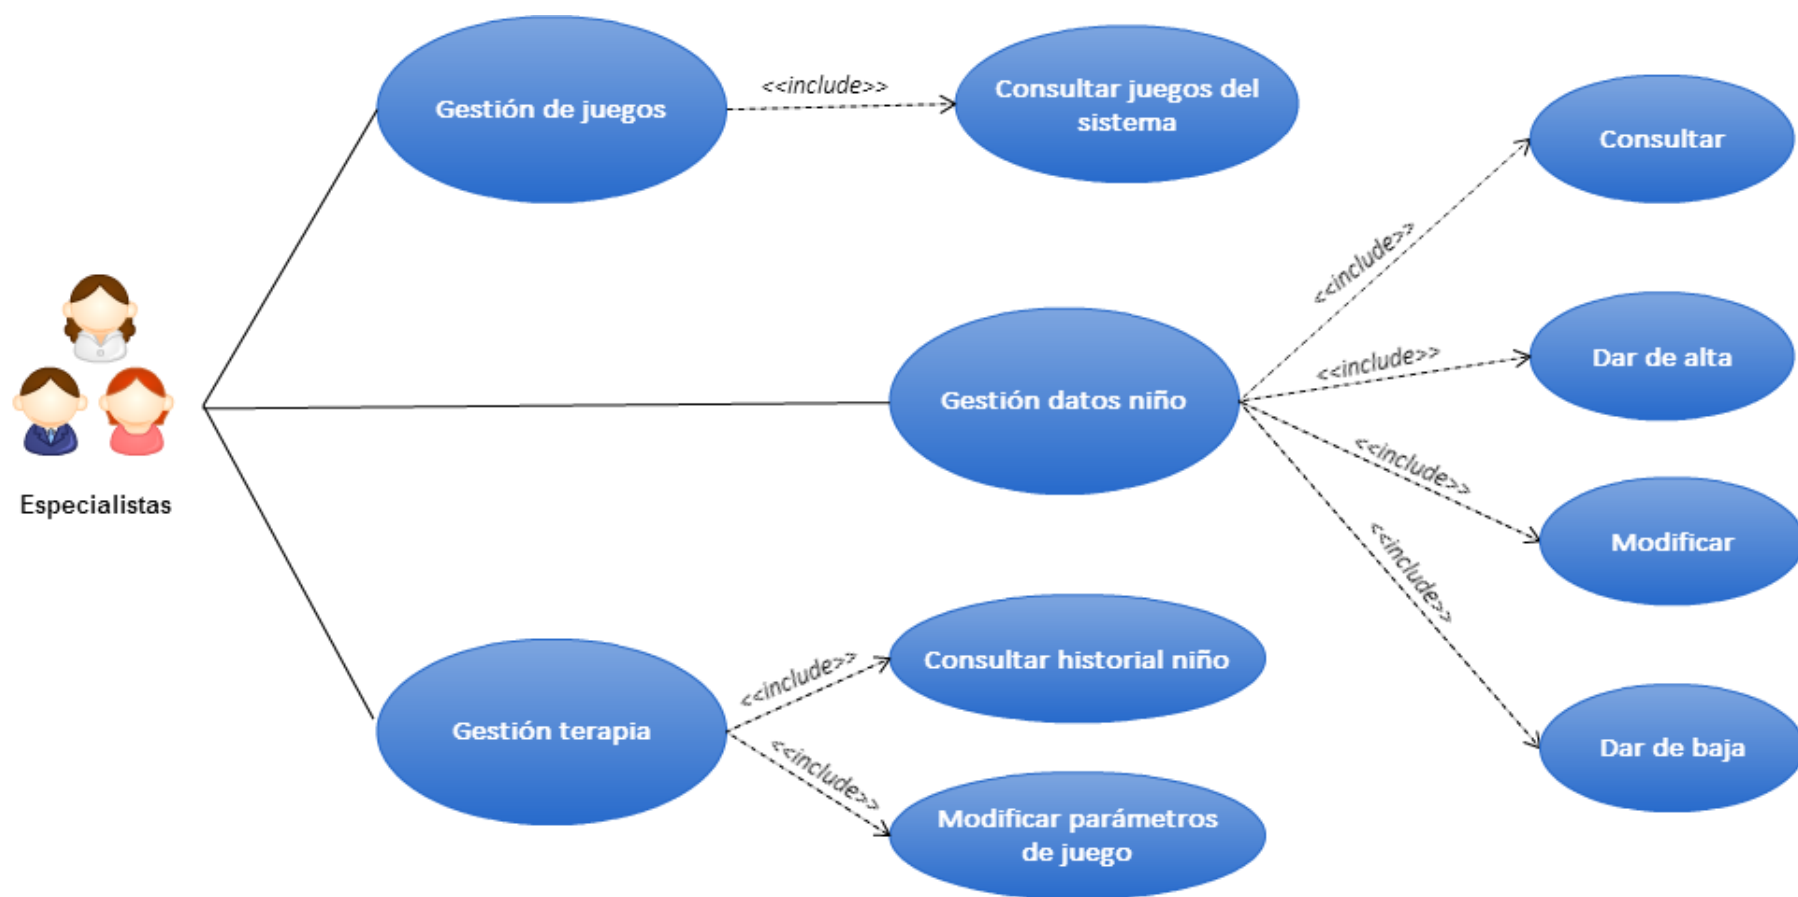 Gestión de juegos
<<include>>
Consultar juegos del
sistema
Consultar
<<include>>
Dar de alta
<<include>>
Gestión datos niño
<<include>>
Modificar
<<include>>
Dar de baja
Especialistas
Gestión terapia
<<include>>
Consultar historial niño
<<include>>
Modificar parámetros
de juego